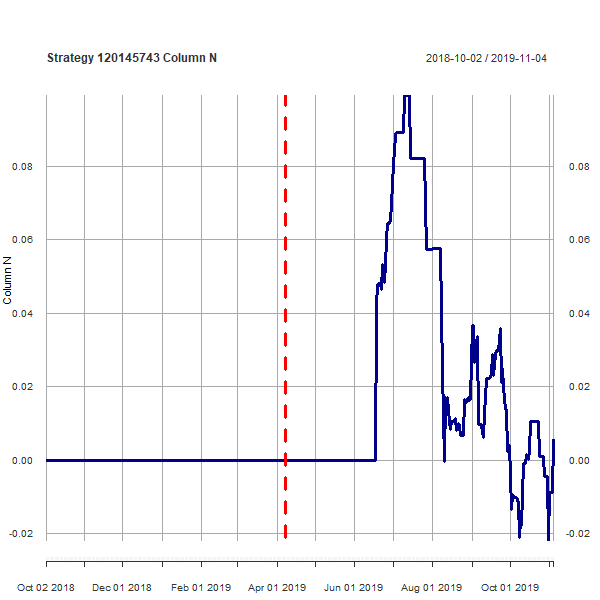 Strategy 120145743 Column N
2018-10-02 / 2019-11-04
Column N
0.08
0.06
0.04
0.02
0.00
-0.02
0.08
0.06
0.04
0.02
0.00
-0.02
Oct 02 2018
Dec 01 2018
Feb 01 2019
Apr 01 2019
Jun 01 2019
Aug 01 2019
Oct 01 2019